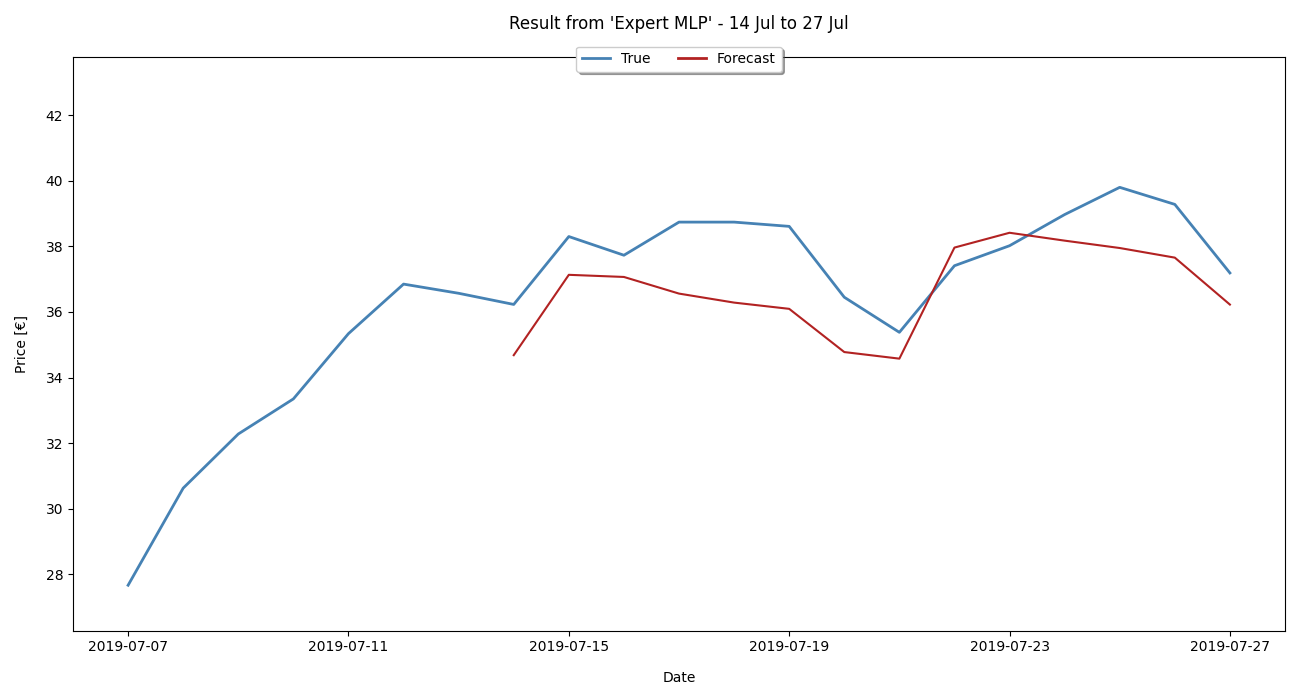 Result from 'Expert MLP' - 14 Jul to 27 Jul
True Forecast
42
40
38
36
34
32
30
28
Price [€]
2019-07-07 2019-07-11 2019-07-15 2019-07-19 2019-07-23 2019-07-27
Date